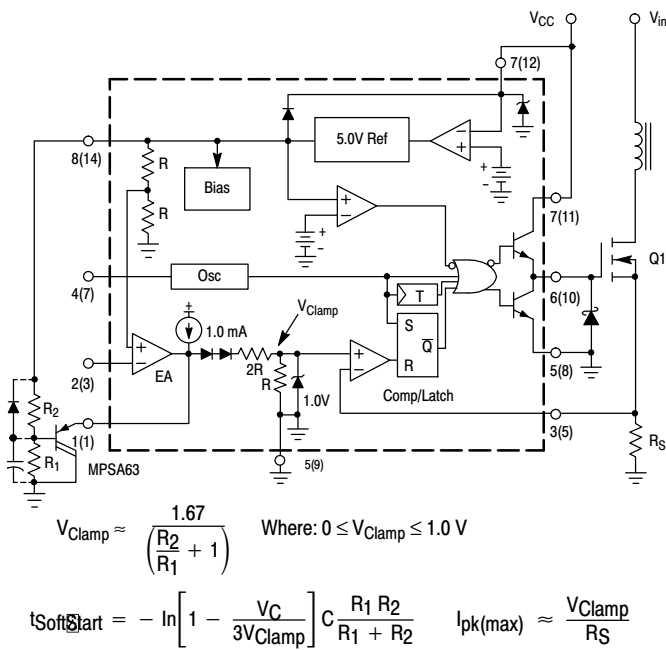 VCC
Vin
7(12)
8(14)
R
5.0V Ref
−
+
+
−
Bias
R
+
−
+
−
7(11)
Q1
4(7)
Osc
T
6(10)
VClamp
±
1.0 mA
S
Q
R
+
−
EA
2R
R
1.0V
+
−
Comp/Latch
2(3)
5(8)
R2
1(1)
3(5)
R1
MPSA63
5(9)
RS
VClamp ≈ 1.67 / (R2/R1 + 1) Where: 0 ≤ VClamp ≤ 1.0 V
tSoftStart = − ln[1 − VC/3VClamp] C R1 R2/R1 + R2 Ipk(max) ≈ VClamp/RS